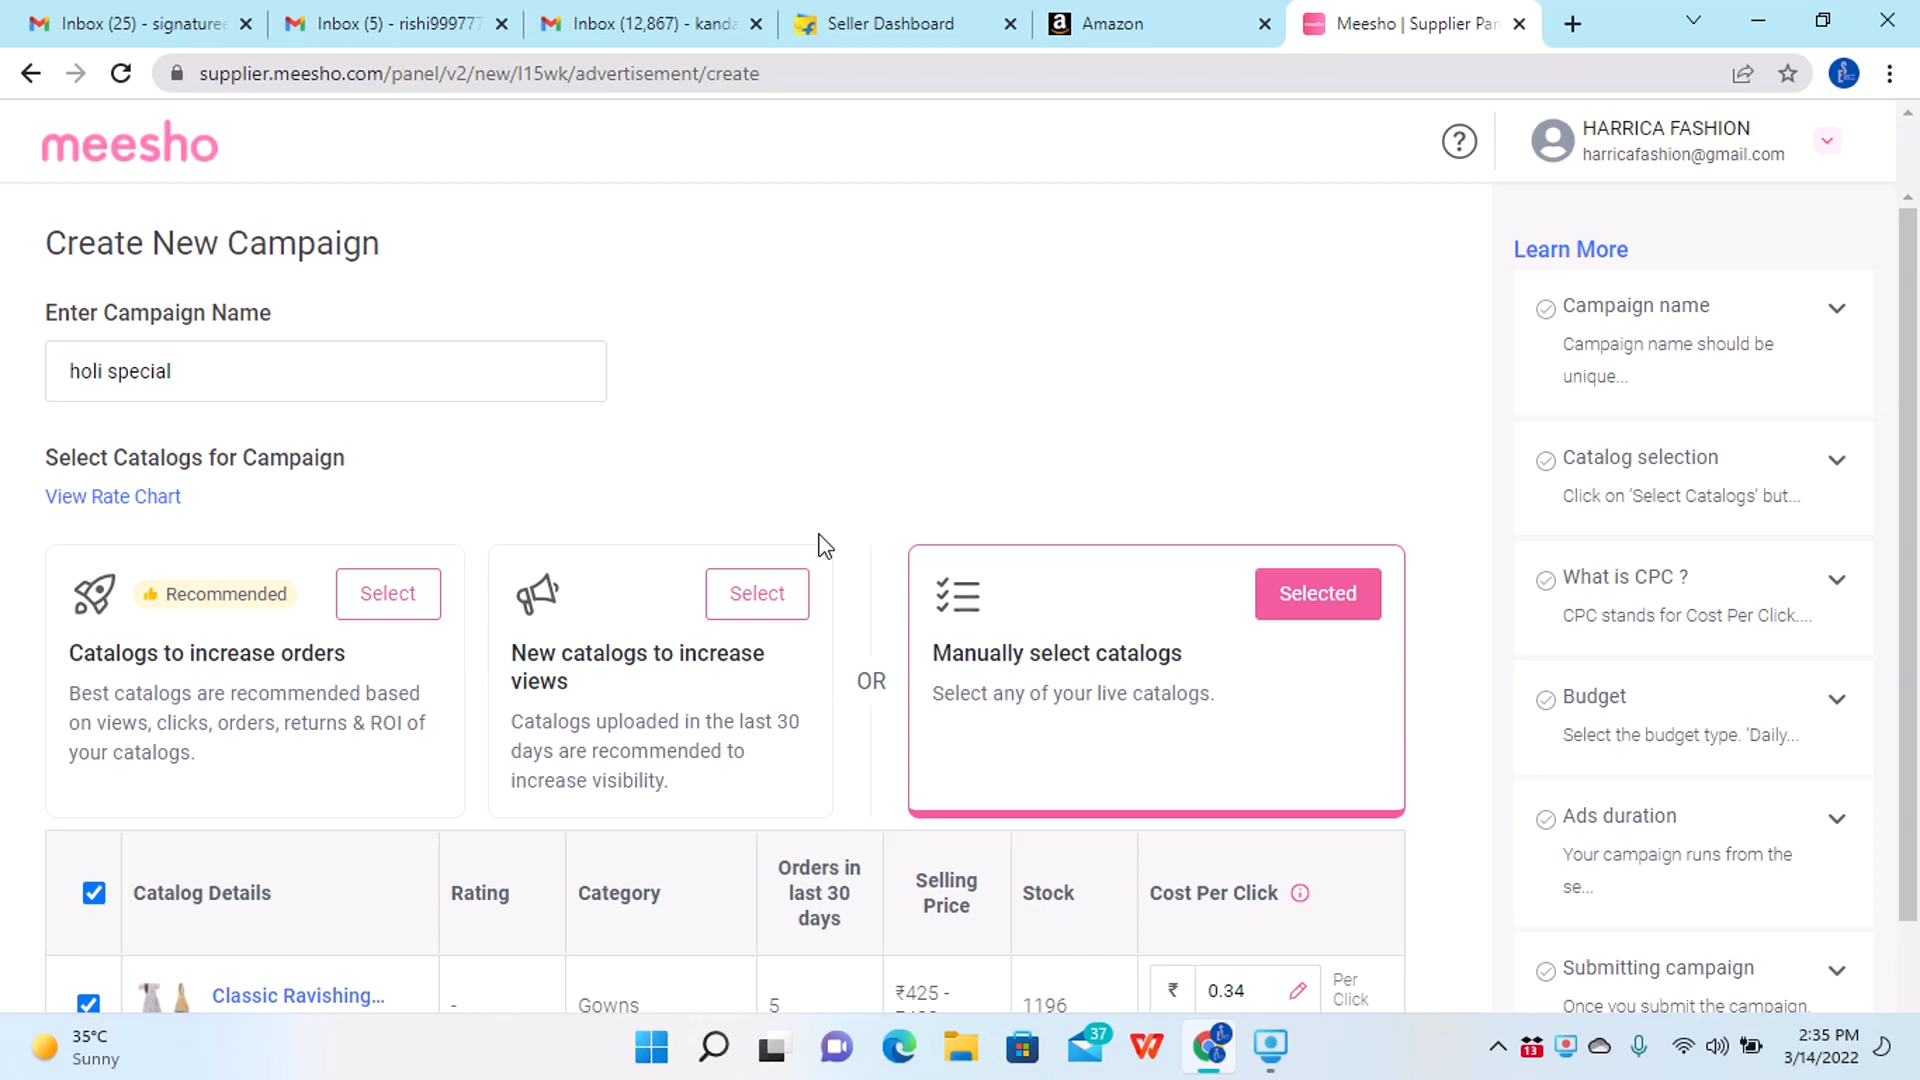 Inbox (25) - signature
Inbox (5) - rishi999777
Inbox (12,867) - kanda
Seller Dashboard
Amazon
Meesho | Supplier Pan
supplier.meesho.com/panel/v2/new/l15wk/advertisement/create
meesho
HARRICA FASHION
harricafashion@gmail.com
Create New Campaign
Enter Campaign Name
holi special
Select Catalogs for Campaign
View Rate Chart
Recommended
Select
Catalogs to increase orders
Best catalogs are recommended based
on views, clicks, orders, returns & ROI of
your catalogs.
Select
New catalogs to increase
views
Catalogs uploaded in the last 30
days are recommended to
increase visibility.
OR
Selected
Manually select catalogs
Select any of your live catalogs.
Catalog Details
Rating
Category
Orders in
last 30
days
Selling
Price
Stock
Cost Per Click
Classic Ravishing...
-
Gowns
5
₹425 -
1196
₹
0.34
Per
Click
Learn More
Campaign name
Campaign name should be
unique...
Catalog selection
Click on 'Select Catalogs' but...
What is CPC ?
CPC stands for Cost Per Click....
Budget
Select the budget type. 'Daily...
Ads duration
Your campaign runs from the
se...
Submitting campaign
Once you submit the campaign,
35°C
Sunny
37
13
2:35 PM
3/14/2022